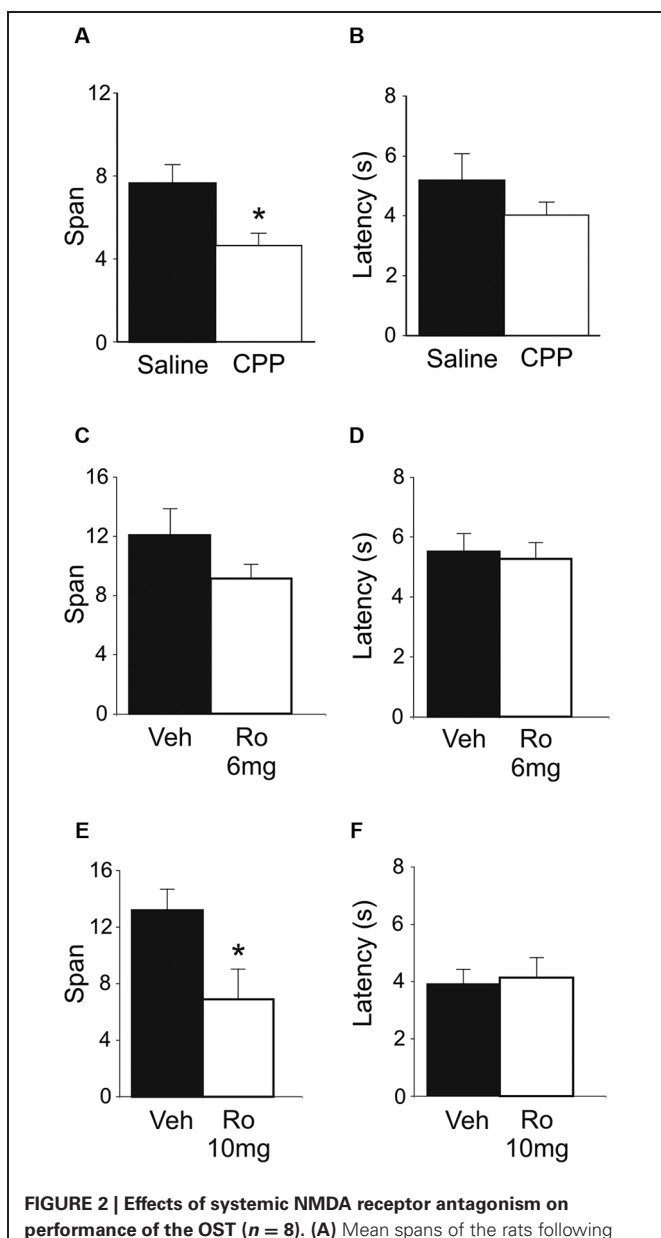 A
B
12
8
4
0
Span
*
Saline CPP
8
6
4
2
0
Latency (s)
Saline CPP
C
D
16
12
8
4
0
Span
Veh Ro
6mg
8
6
4
2
0
Latency (s)
Veh Ro
6mg
E
F
16
12
8
4
0
Span
*
Veh Ro
10mg
8
6
4
2
0
Latency (s)
Veh Ro
10mg
FIGURE 2 | Effects of systemic NMDA receptor antagonism on
performance of the OST (n = 8). (A) Mean spans of the rats following